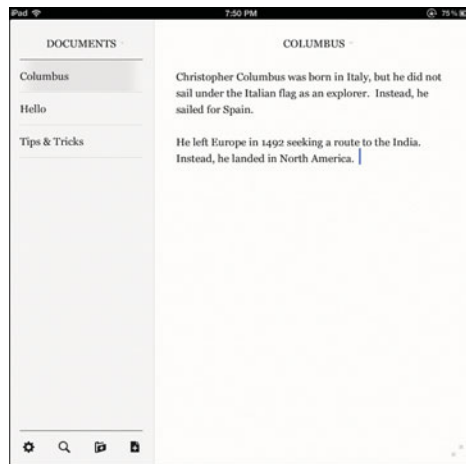 iPad 7:50 PM 75%
DOCUMENTS
Columbus
Hello
Tips & Tricks
COLUMBUS
Christopher Columbus was born in Italy, but he did not
sail under the Italian flag as an explorer. Instead, he
sailed for Spain.
He left Europe in 1492 seeking a route to the India.
Instead, he landed in North America.